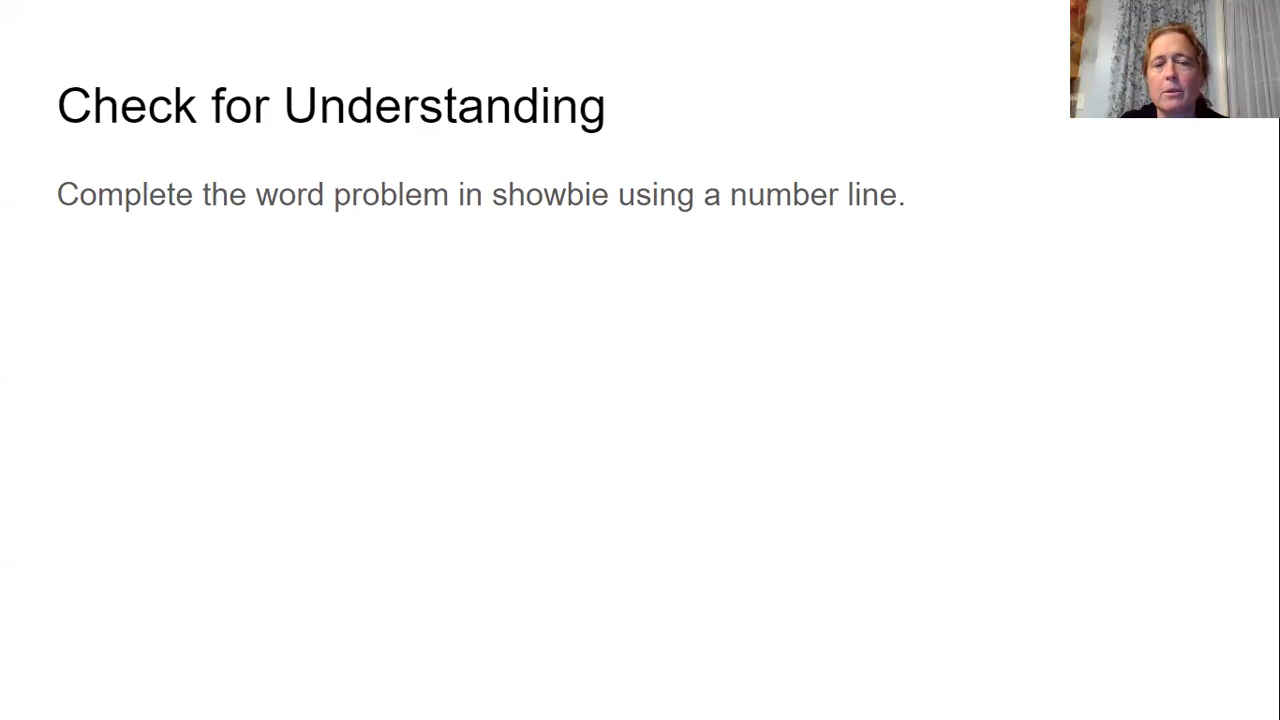 Check for Understanding
Complete the word problem in showbie using a number line.